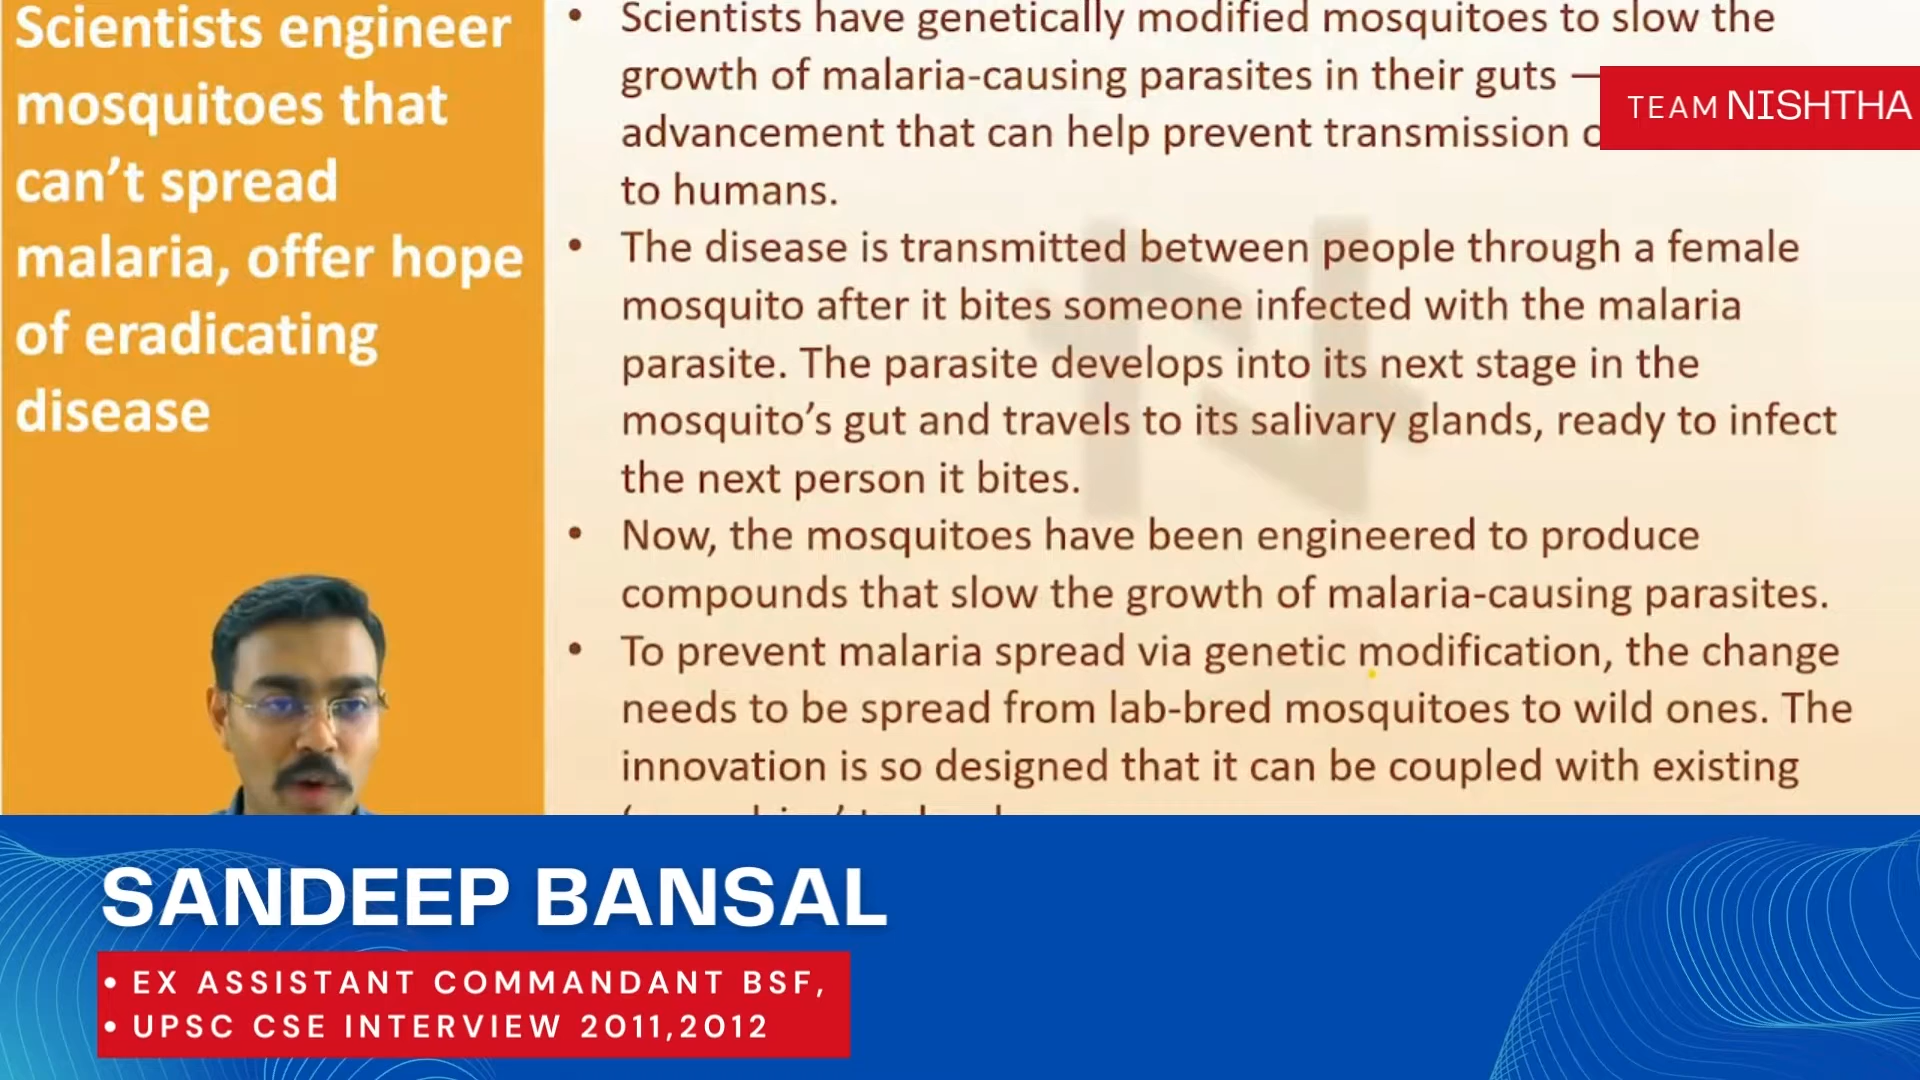 Scientists engineer
mosquitoes that
can’t spread
malaria, offer hope
of eradicating
disease
• Scientists have genetically modified mosquitoes to slow the
growth of malaria-causing parasites in their guts —
advancement that can help prevent transmission
to humans.
• The disease is transmitted between people through a female
mosquito after it bites someone infected with the malaria
parasite. The parasite develops into its next stage in the
mosquito’s gut and travels to its salivary glands, ready to infect
the next person it bites.
• Now, the mosquitoes have been engineered to produce
compounds that slow the growth of malaria-causing parasites.
• To prevent malaria spread via genetic modification, the change
needs to be spread from lab-bred mosquitoes to wild ones. The
innovation is so designed that it can be coupled with existing
TEAM NISHTHA
SANDEEP BANSAL
• EX ASSISTANT COMMANDANT BSF,
• UPSC CSE INTERVIEW 2011,2012